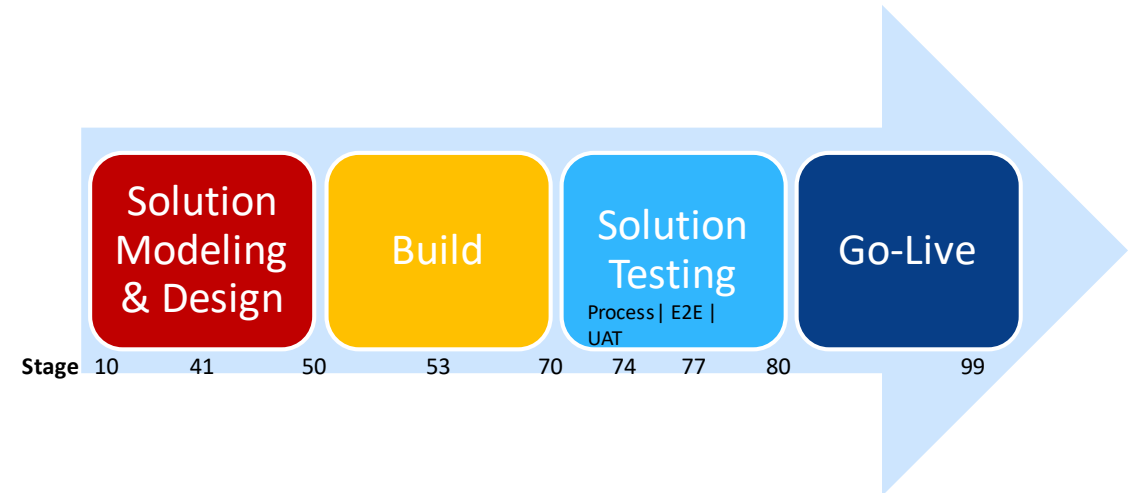 Solution
Modeling
& Design
Build
Solution
Testing
Process| E2E |
UAT
Go-Live
Stage 10 41 50 53 70 74 77 80 99